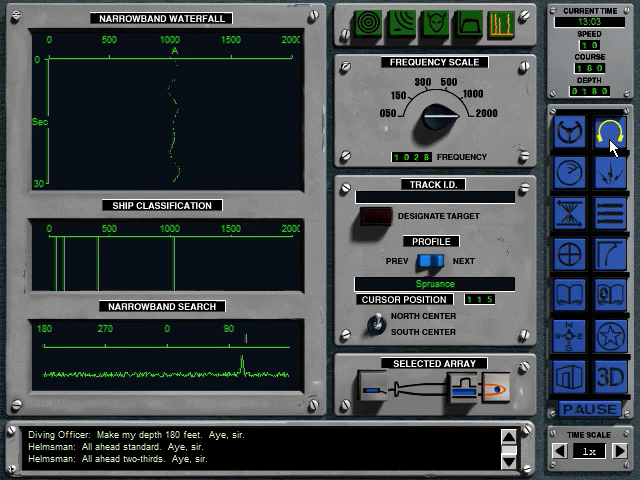 NARROWBAND WATERFALL
0 500 1000 1500 2000
A
0
Sec
30
SHIP CLASSIFICATION
0 500 1000 1500 2000
NARROWBAND SEARCH
180 270 0 90
Diving Officer: Make my depth 180 feet. Aye, sir.
Helmsman: All ahead standard. Aye, sir.
Helmsman: All ahead two-thirds. Aye, sir.
FREQUENCY SCALE
050 150 300 500 1000 2000
1028 FREQUENCY
TRACK I.D.
DESIGNATE TARGET
PROFILE
PREV NEXT
Spruance
CURSOR POSITION 115
NORTH CENTER
SOUTH CENTER
SELECTED ARRAY
CURRENT TIME
13:03
SPEED
10
COURSE
180
DEPTH
0180
N
W E
S
3D
PAUSE
TIME SCALE
1x